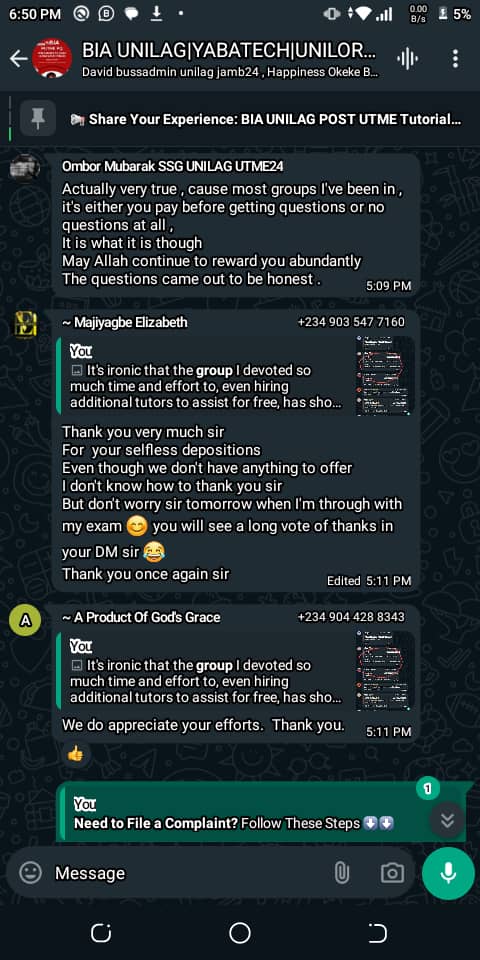 6:50 PM
0.00
B/s
5%
BIA UNILAG|YABATECH|UNILOR...
David bussadmin unilag jamb24 , Happiness Okeke B...
Share Your Experience: BIA UNILAG POST UTME Tutorial...
Ombor Mubarak SSG UNILAG UTME24
Actually very true , cause most groups I've been in ,
it's either you pay before getting questions or no
questions at all ,
It is what it is though
May Allah continue to reward you abundantly
The questions came out to be honest .
5:09 PM
~ Majiyagbe Elizabeth +234 903 547 7160
You
It's ironic that the group I devoted so
much time and effort to, even hiring
additional tutors to assist for free, has sho...
Thank you very much sir
For your selfless depositions
Even though we don't have anything to offer
I don't know how to thank you sir
But don't worry sir tomorrow when I'm through with
my exam 😊 you will see a long vote of thanks in
your DM sir 😂
Thank you once again sir
Edited 5:11 PM
A
~ A Product Of God's Grace +234 904 428 8343
You
It's ironic that the group I devoted so
much time and effort to, even hiring
additional tutors to assist for free, has sho...
We do appreciate your efforts. Thank you.
5:11 PM
1
You
Need to File a Complaint? Follow These Steps ⬇️⬇️
Message